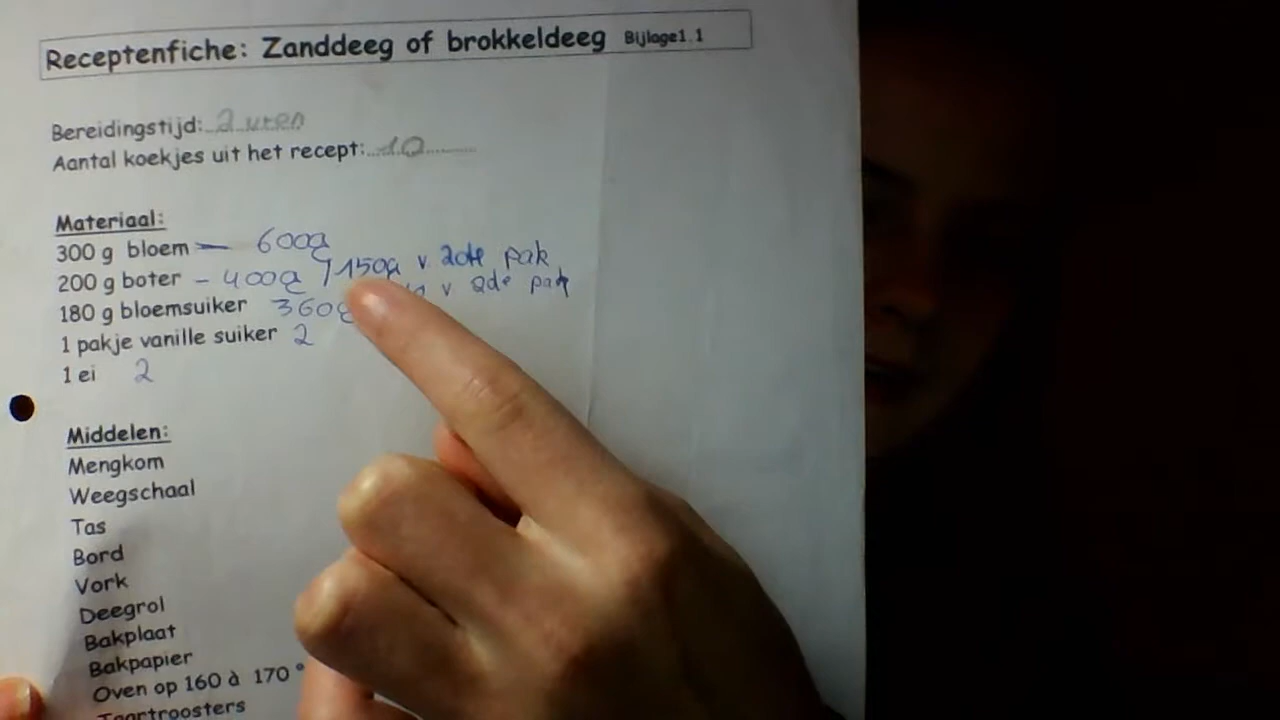 Receptenfiche: Zanddeeg of brokkeldeeg Bijlage1.1
Bereidingstijd:...2 uren
Aantal koekjes uit het recept:....10..........
Materiaal:
300 g bloem — 600g
200 g boter - 400g / 150g v 2de pak
180 g bloemsuiker 360g v 2de pak
1 pakje vanille suiker 2
1 ei 2
Middelen:
Mengkom
Weegschaal
Tas
Bord
Vork
Deegrol
Bakplaat
Bakpapier
Oven op 160 à 170 °
Taartroosters